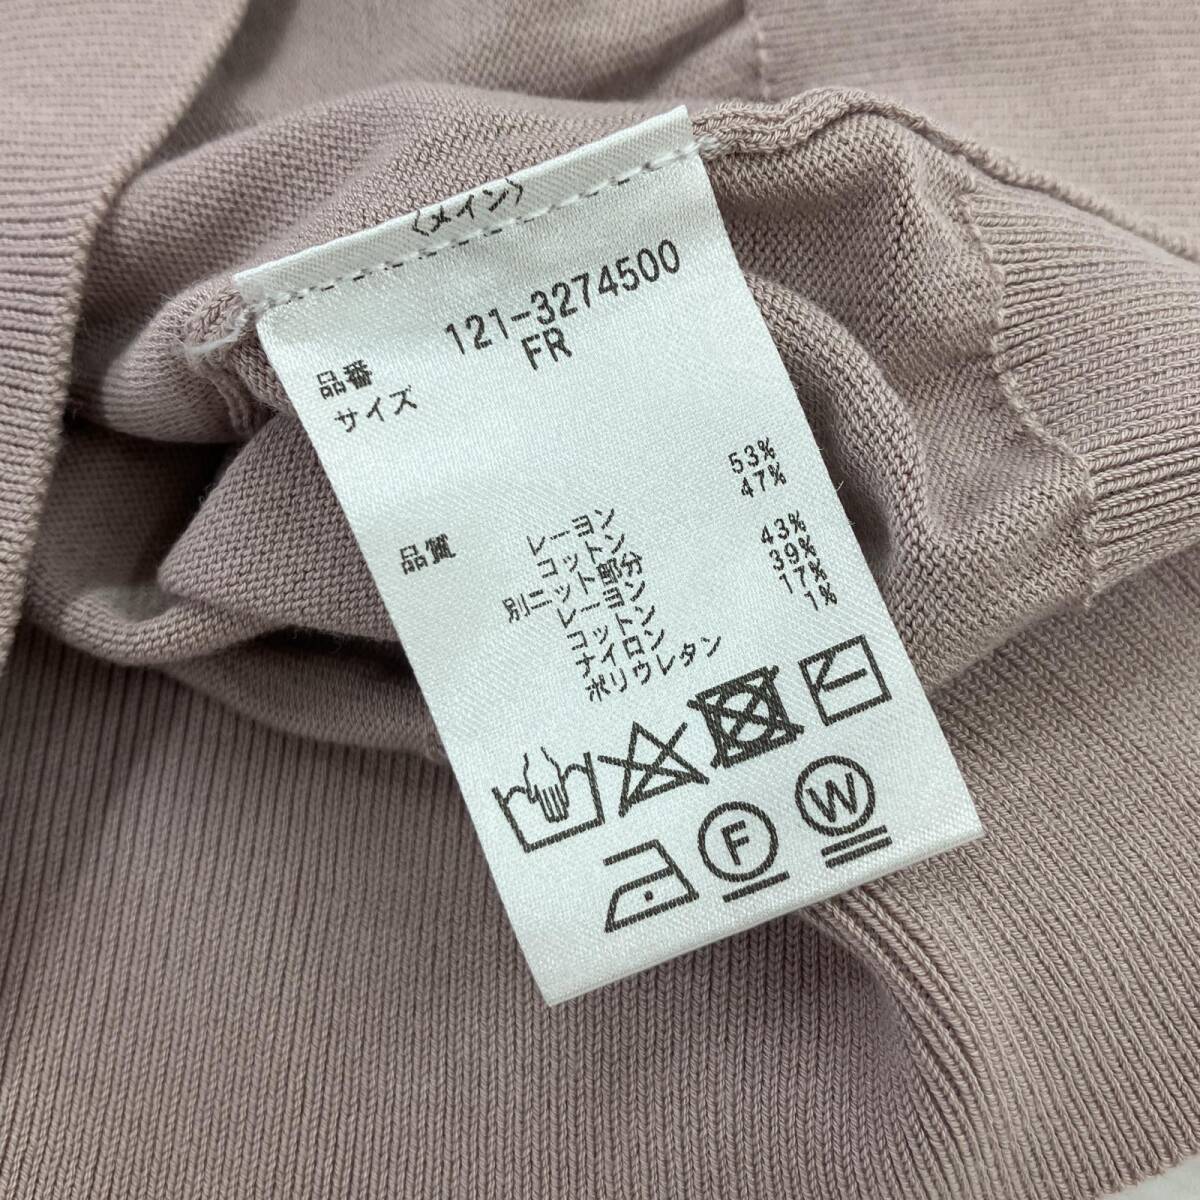 〈メイン〉
品番 121-3274500
サイズ FR
品質 レーヨン 53%
コットン 47%
別ニット部分
レーヨン 43%
コットン 39%
ナイロン 17%
ポリウレタン 1%
F W